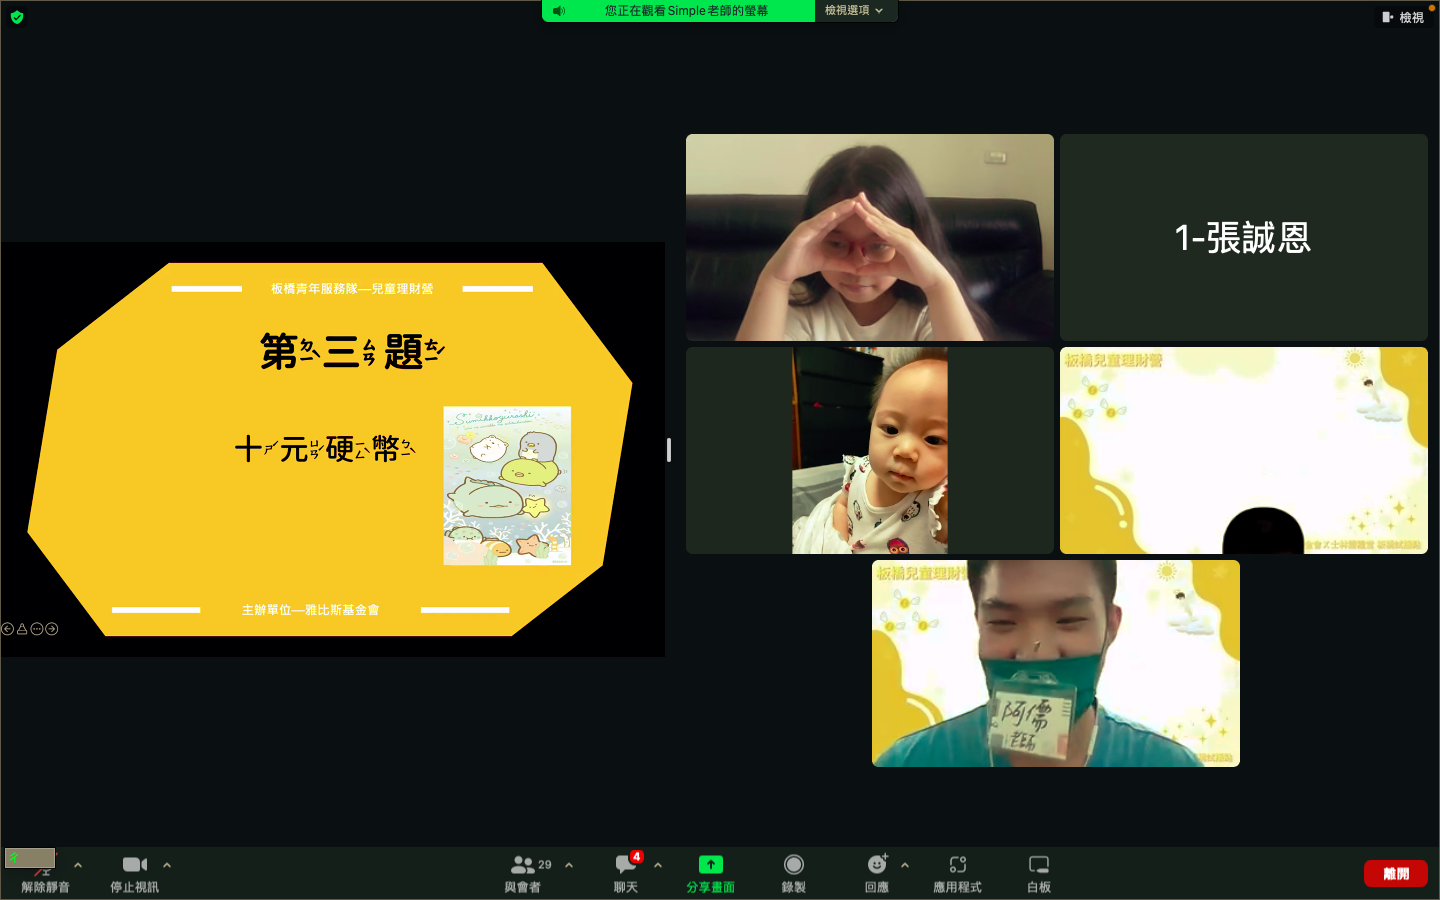 您正在觀看Simple老師的螢幕
檢視選項
檢視
板橋青年服務隊—兒童理財營
第ㄉㄧˋ三ㄙㄢ題ㄊㄧˊ
十ㄕˊ元ㄩㄢˊ硬ㄧㄥˋ幣ㄅㄧˋ
Sumikkogurashi
主辦單位—雅比斯基金會
1-張誠恩
板橋兒童理財營
板橋兒童理財營
阿儒
老師
解除靜音
停止視訊
29
與會者
4
聊天
分享畫面
錄製
回應
應用程式
白板
離開